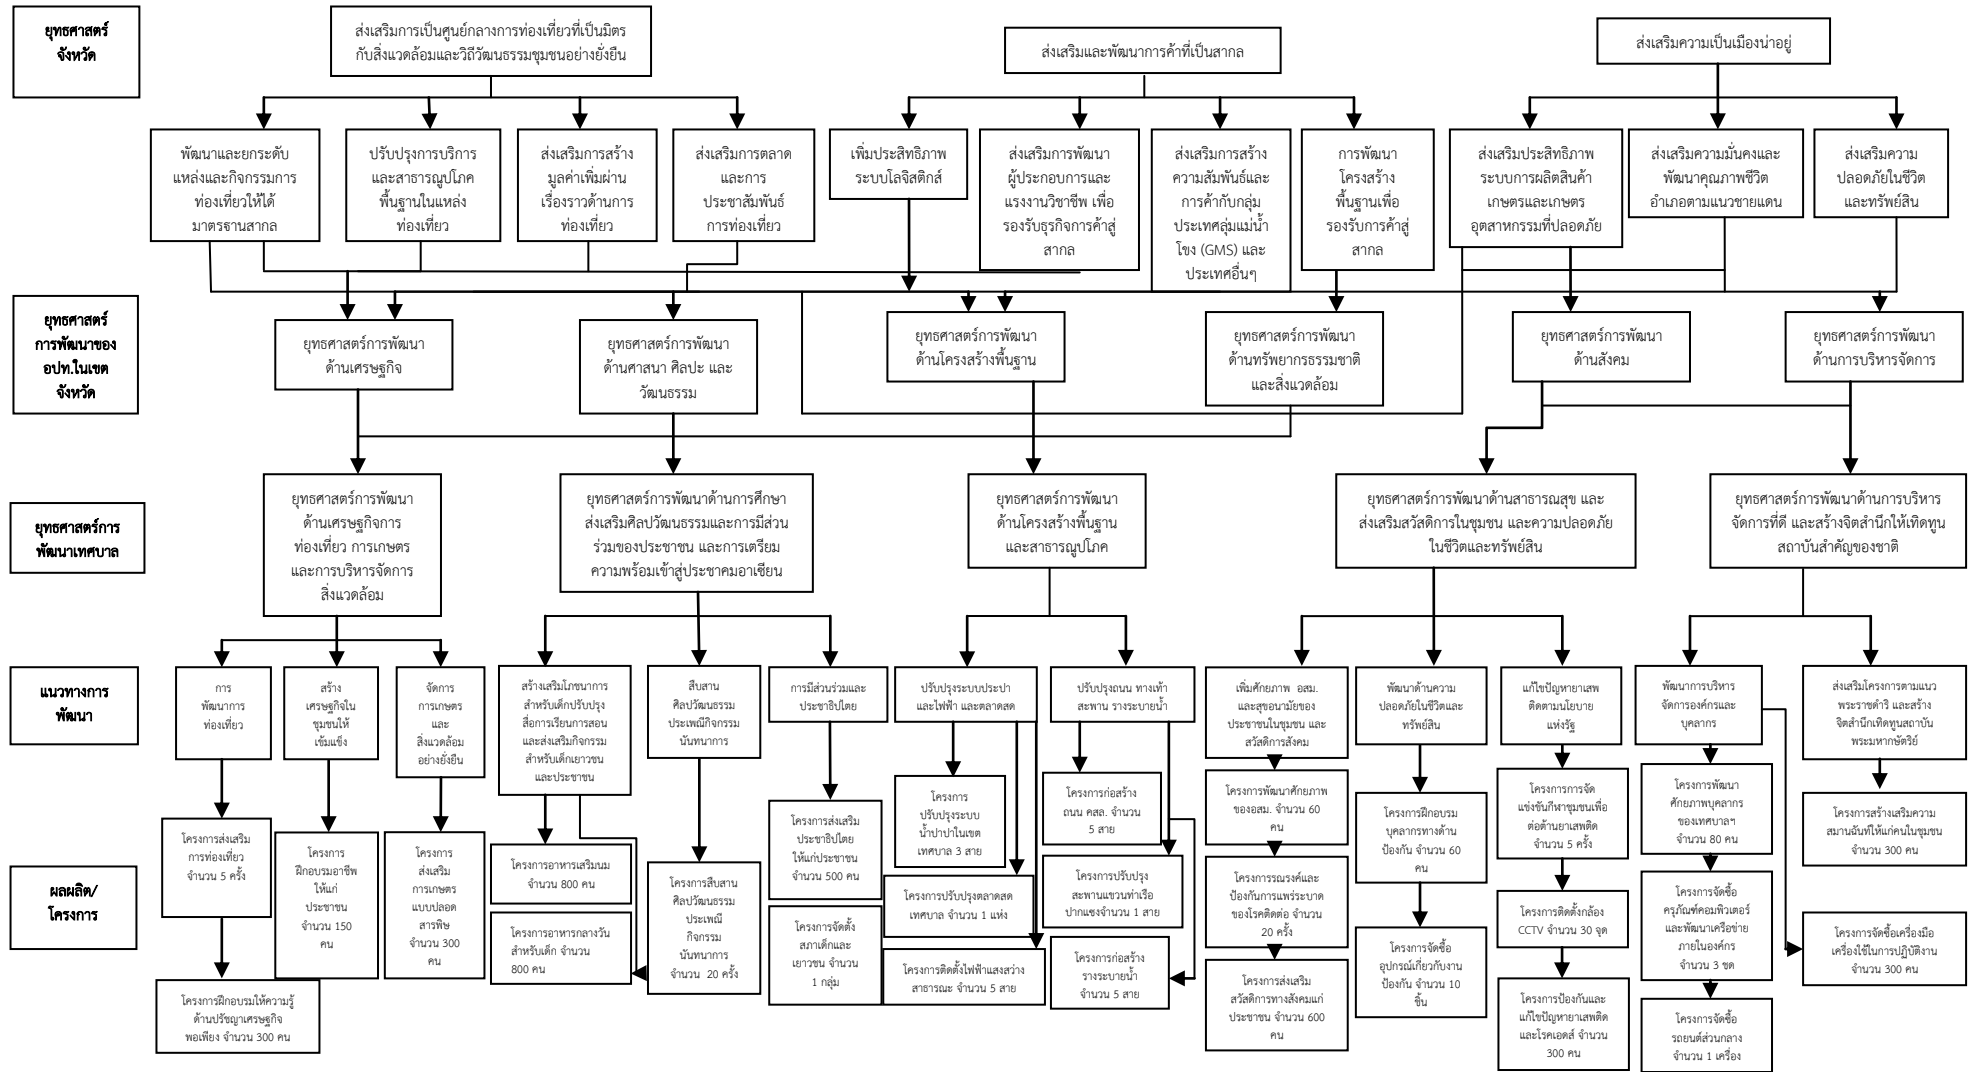 ยุทธศาสตร์
จังหวัด
ส่งเสริมการเป็นศูนย์กลางการท่องเที่ยวที่เป็นมิตร
กับสิ่งแวดล้อมและวิถีวัฒนธรรมชุมชนอย่างยั่งยืน
ส่งเสริมและพัฒนาการค้าที่เป็นสากล
ส่งเสริมความเป็นเมืองน่าอยู่
พัฒนาและยกระดับ
แหล่งและกิจกรรมการ
ท่องเที่ยวให้ได้
มาตรฐานสากล
ปรับปรุงการบริการ
และสาธารณูปโภค
พื้นฐานในแหล่ง
ท่องเที่ยว
ส่งเสริมการสร้าง
มูลค่าเพิ่มผ่าน
เรื่องราวด้านการ
ท่องเที่ยว
ส่งเสริมการตลาด
และการ
ประชาสัมพันธ์
การท่องเที่ยว
เพิ่มประสิทธิภาพ
ระบบโลจิสติกส์
ส่งเสริมการพัฒนา
ผู้ประกอบการและ
แรงงานวิชาชีพ เพื่อ
รองรับธุรกิจการค้าสู่
สากล
ส่งเสริมการสร้าง
ความสัมพันธ์และ
การค้ากับกลุ่ม
ประเทศลุ่มแม่น้ำ
โขง (GMS) และ
ประเทศอื่นๆ
การพัฒนา
โครงสร้าง
พื้นฐานเพื่อ
รองรับการค้าสู่
สากล
ส่งเสริมประสิทธิภาพ
ระบบการผลิตสินค้า
เกษตรและเกษตร
อุตสาหกรรมที่ปลอดภัย
ส่งเสริมความมั่นคงและ
พัฒนาคุณภาพชีวิต
อำเภอตามแนวชายแดน
ส่งเสริมความ
ปลอดภัยในชีวิต
และทรัพย์สิน
ยุทธศาสตร์
การพัฒนาของ
อปท.ในเขต
จังหวัด
ยุทธศาสตร์การพัฒนา
ด้านเศรษฐกิจ
ยุทธศาสตร์การพัฒนา
ด้านศาสนา ศิลปะ และ
วัฒนธรรม
ยุทธศาสตร์การพัฒนา
ด้านโครงสร้างพื้นฐาน
ยุทธศาสตร์การพัฒนา
ด้านทรัพยากรธรรมชาติ
และสิ่งแวดล้อม
ยุทธศาสตร์การพัฒนา
ด้านสังคม
ยุทธศาสตร์การพัฒนา
ด้านการบริหารจัดการ
ยุทธศาสตร์การ
พัฒนาเทศบาล
ยุทธศาสตร์การพัฒนา
ด้านเศรษฐกิจการ
ท่องเที่ยว การเกษตร
และการบริหารจัดการ
สิ่งแวดล้อม
ยุทธศาสตร์การพัฒนาด้านการศึกษา
ส่งเสริมศิลปวัฒนธรรมและการมีส่วน
ร่วมของประชาชน และการเตรียม
ความพร้อมเข้าสู่ประชาคมอาเซียน
ยุทธศาสตร์การพัฒนา
ด้านโครงสร้างพื้นฐาน
และสาธารณูปโภค
ยุทธศาสตร์การพัฒนาด้านสาธารณสุข และ
ส่งเสริมสวัสดิการในชุมชน และความปลอดภัย
ในชีวิตและทรัพย์สิน
ยุทธศาสตร์การพัฒนาด้านการบริหาร
จัดการที่ดี และสร้างจิตสำนึกให้เทิดทูน
สถาบันสำคัญของชาติ
แนวทางการ
พัฒนา
การ
พัฒนาการ
ท่องเที่ยว
สร้าง
เศรษฐกิจใน
ชุมชนให้
เข้มแข็ง
จัดการ
การเกษตร
และ
สิ่งแวดล้อม
อย่างยั่งยืน
สร้างเสริมโภชนาการ
สำหรับเด็กปรับปรุง
สื่อการเรียนการสอน
และส่งเสริมกิจกรรม
สำหรับเด็กเยาวชน
และประชาชน
สืบสาน
ศิลปวัฒนธรรม
ประเพณีกิจกรรม
นันทนาการ
การมีส่วนร่วมและ
ประชาธิปไตย
ปรับปรุงระบบประปา
และไฟฟ้า และตลาดสด
ปรับปรุงถนน ทางเท้า
สะพาน รางระบายน้ำ
เพิ่มศักยภาพ อสม.
และสุขอนามัยของ
ประชาชนในชุมชน และ
สวัสดิการสังคม
พัฒนาด้านความ
ปลอดภัยในชีวิตและ
ทรัพย์สิน
แก้ไขปัญหายาเสพ
ติดตามนโยบาย
แห่งรัฐ
พัฒนาการบริหาร
จัดการองค์กรและ
บุคลากร
ส่งเสริมโครงการตามแนว
พระราชดำริ และสร้าง
จิตสำนึกเทิดทูนสถาบัน
พระมหากษัตริย์
ผลผลิต/
โครงการ
โครงการส่งเสริม
การท่องเที่ยว
จำนวน 5 ครั้ง
โครงการฝึกอบรมให้ความรู้
ด้านปรัชญาเศรษฐกิจ
พอเพียง จำนวน 300 คน
โครงการ
ฝึกอบรมอาชีพ
ให้แก่
ประชาชน
จำนวน 150
คน
โครงการ
ส่งเสริม
การเกษตร
แบบปลอด
สารพิษ
จำนวน 300
คน
โครงการอาหารเสริมนม
จำนวน 800 คน
โครงการอาหารกลางวัน
สำหรับเด็ก จำนวน
800 คน
โครงการสืบสาน
ศิลปวัฒนธรรม
ประเพณี
กิจกรรม
นันทนาการ
จำนวน 20 ครั้ง
โครงการส่งเสริม
ประชาธิปไตย
ให้แก่ประชาชน
จำนวน 500 คน
โครงการจัดตั้ง
สภาเด็กและ
เยาวชน จำนวน
1 กลุ่ม
โครงการ
ปรับปรุงระบบ
น้ำปาปาในเขต
เทศบาล 3 สาย
โครงการปรับปรุงตลาดสด
เทศบาล จำนวน 1 แห่ง
โครงการติดตั้งไฟฟ้าแสงสว่าง
สาธารณะ จำนวน 5 สาย
โครงการก่อสร้าง
ถนน คสล. จำนวน
5 สาย
โครงการปรับปรุง
สะพานแขวนท่าเรือ
ปากแซงจำนวน 1 สาย
โครงการก่อสร้าง
รางระบายน้ำ
จำนวน 5 สาย
โครงการพัฒนาศักยภาพ
ของอสม. จำนวน 60
คน
โครงการรณรงค์และ
ป้องกันการแพร่ระบาด
ของโรคติดต่อ จำนวน
20 ครั้ง
โครงการส่งเสริม
สวัสดิการทางสังคมแก่
ประชาชน จำนวน 600
คน
โครงการฝึกอบรม
บุคลากรทางด้าน
ป้องกัน จำนวน 60
คน
โครงการจัดซื้อ
อุปกรณ์เกี่ยวกับงาน
ป้องกัน จำนวน 10
ชิ้น
โครงการการจัด
แข่งขันกีฬาชุมชนเพื่อ
ต่อต้านยาเสพติด
จำนวน 5 ครั้ง
โครงการติดตั้งกล้อง
CCTV จำนวน 30 จุด
โครงการป้องกันและ
แก้ไขปัญหายาเสพติด
และโรคเอดส์ จำนวน
300 คน
โครงการพัฒนา
ศักยภาพบุคลากร
ของเทศบาลฯ
จำนวน 80 คน
โครงการจัดซื้อ
ครุภัณฑ์คอมพิวเตอร์
และพัฒนาเครือข่าย
ภายในองค์กร
จำนวน 3 ชุด
โครงการจัดซื้อ
รถยนต์ส่วนกลาง
จำนวน 1 เครื่อง
โครงการสร้างเสริมความ
สมานฉันท์ให้แก่คนในชุมชน
จำนวน 300 คน
โครงการจัดซื้อเครื่องมือ
เครื่องใช้ในการปฏิบัติงาน
จำนวน 300 คน